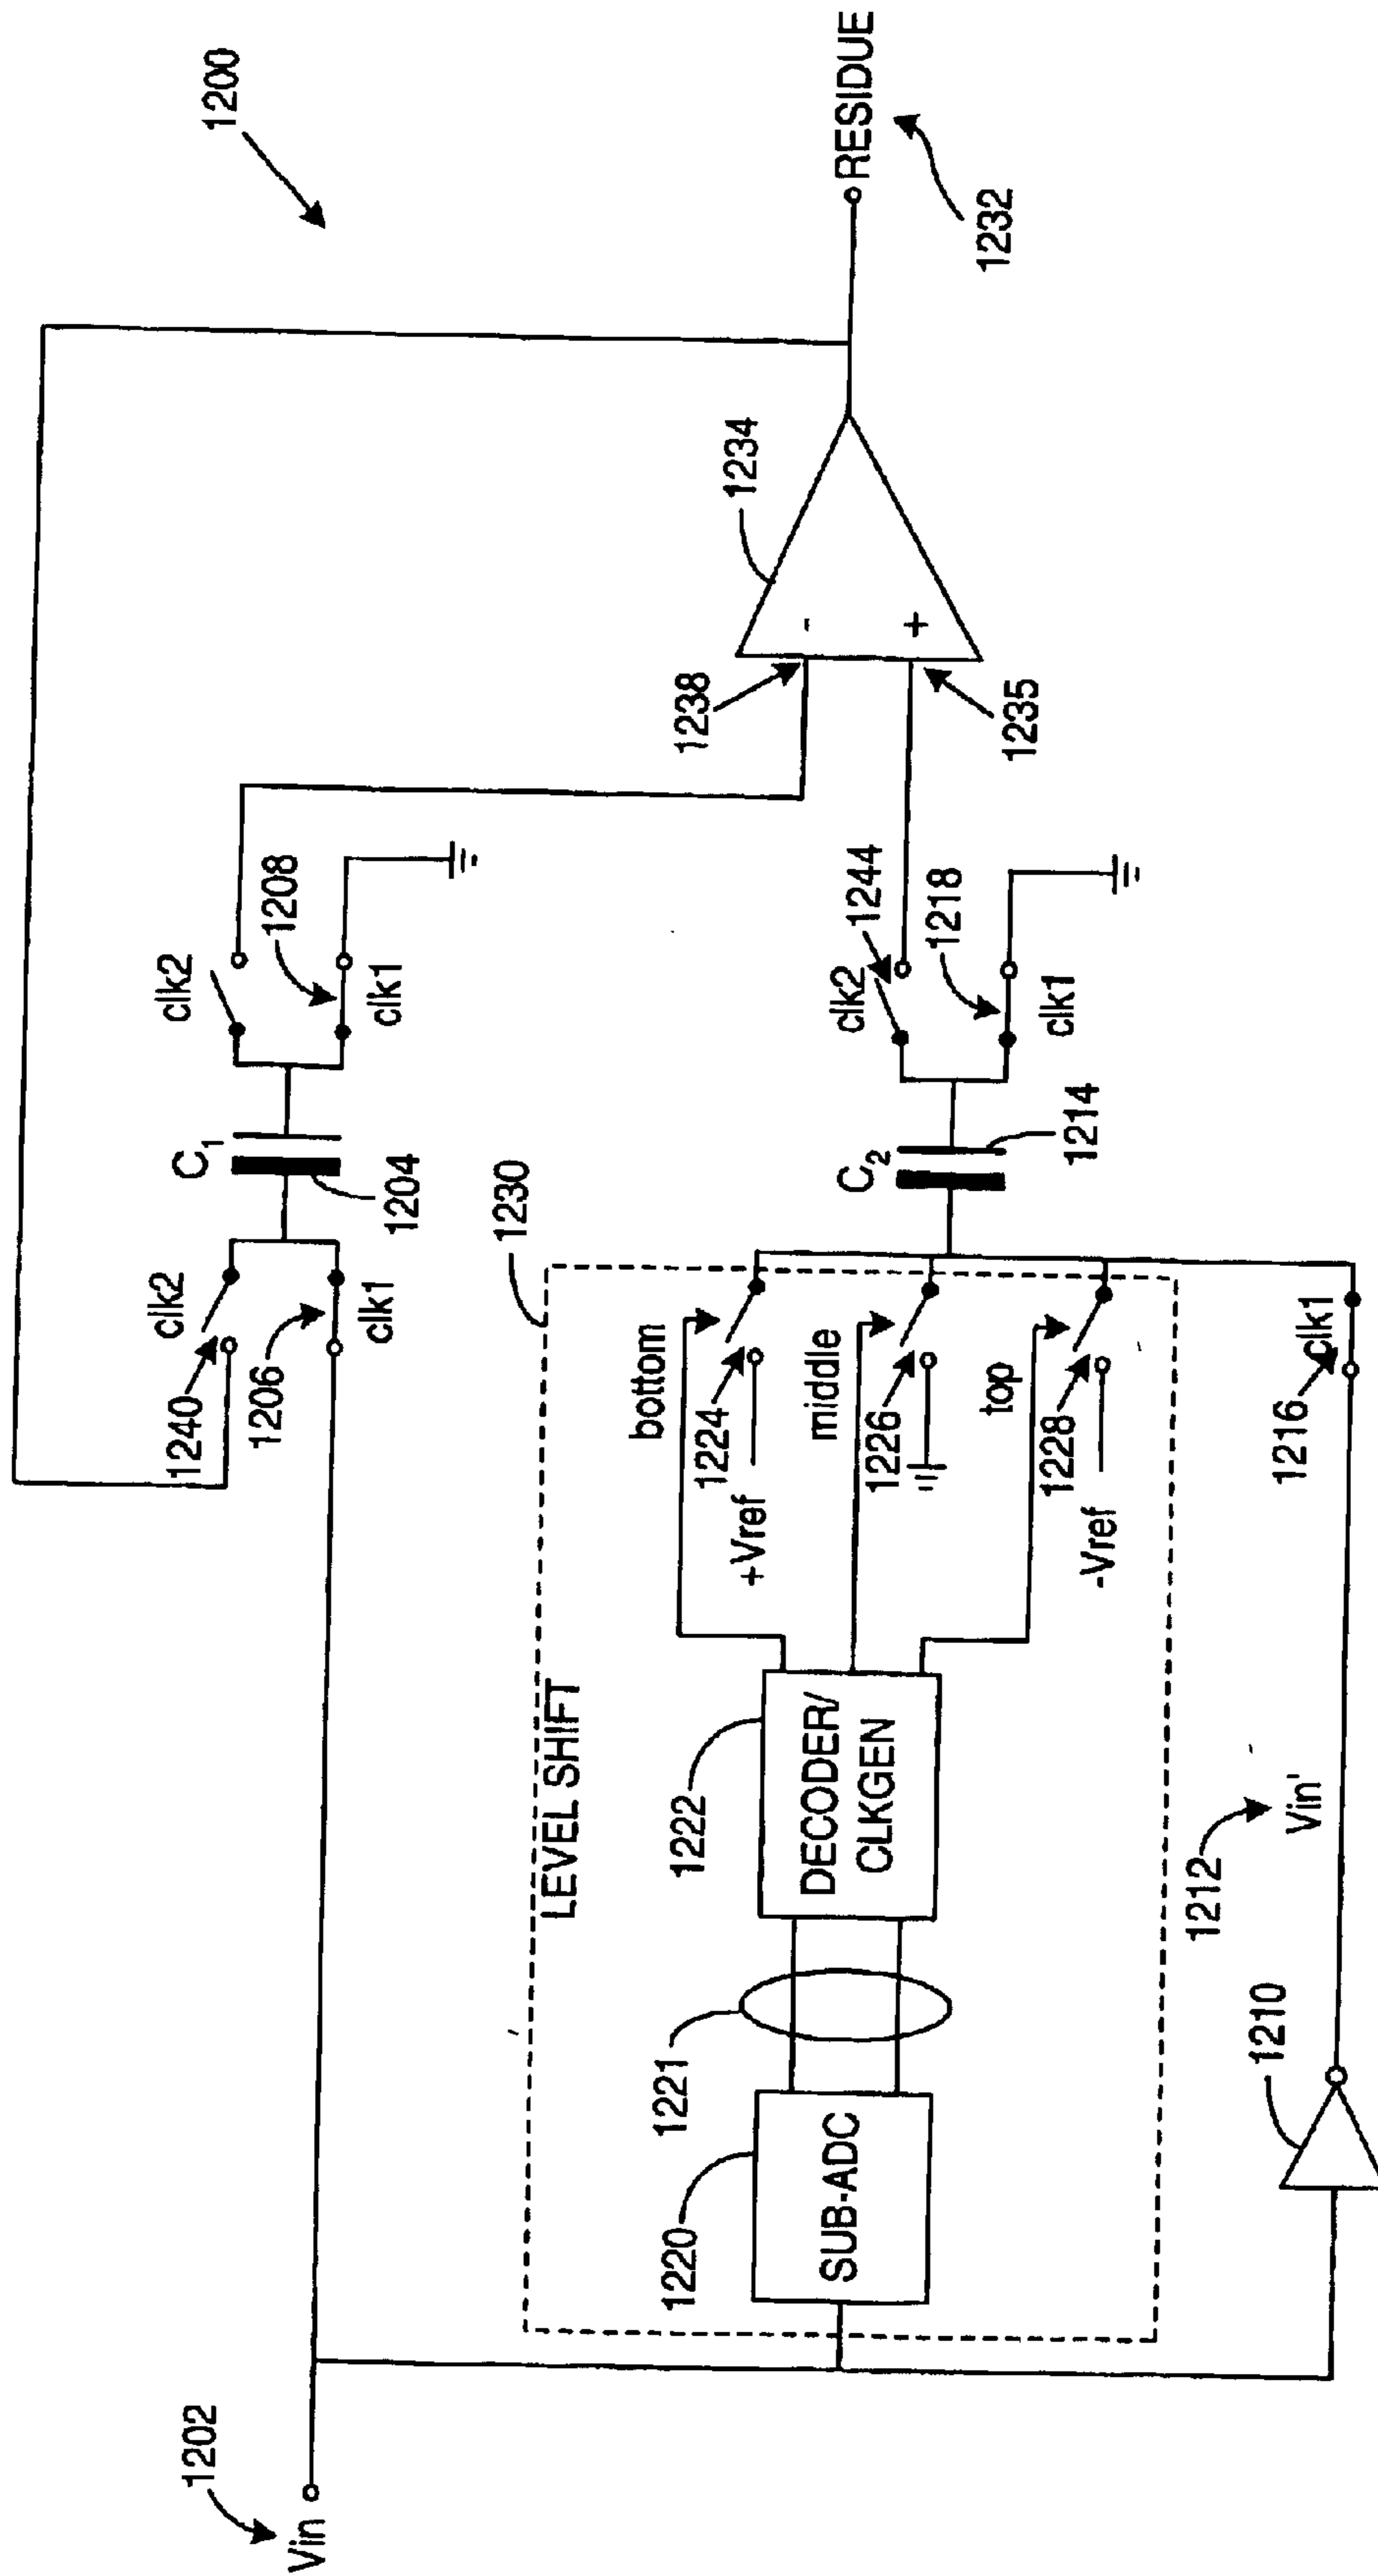 1200
Vin
1202
clk2
1240
1206
clk1
C1
1204
clk2
1208
clk1
1238
-
+
1235
1234
RESIDUE
1232
LEVEL SHIFT
1230
SUB-ADC
1220
1221
DECODER/
CLKGEN
1222
bottom
1224
+Vref
middle
1226
top
1228
-Vref
C2
1214
clk2
1244
1218
clk1
1210
1212
Vin'
1216
clk1